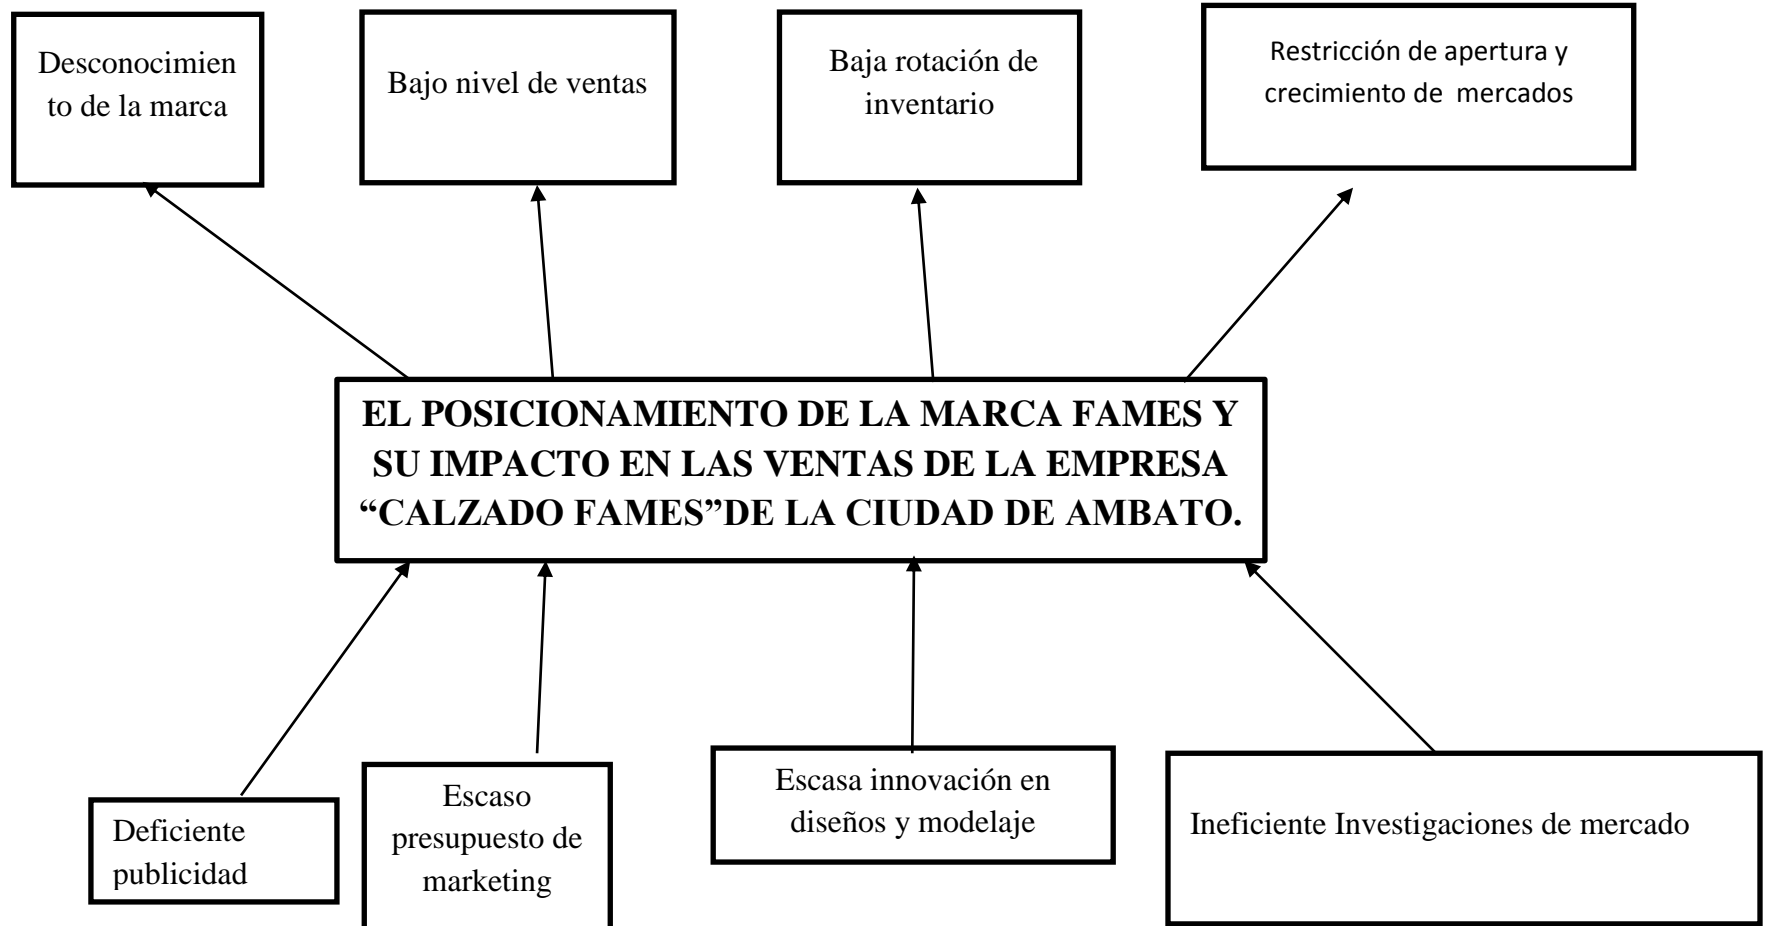 Desconocimien
to de la marca
Bajo nivel de ventas
Baja rotación de
inventario
Restricción de apertura y
crecimiento de  mercados
EL POSICIONAMIENTO DE LA MARCA FAMES Y
SU IMPACTO EN LAS VENTAS DE LA EMPRESA
“CALZADO FAMES”DE LA CIUDAD DE AMBATO.
Deficiente
publicidad
Escaso
presupuesto de
marketing
Escasa innovación en
diseños y modelaje
Ineficiente Investigaciones de mercado